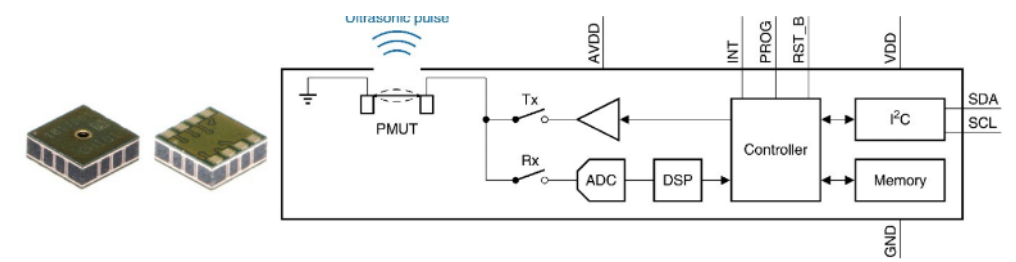 Ultrasonic pulse
AVDD
INT
PROG
RST_B
VDD
PMUT
Tx
Rx
ADC
DSP
Controller
I²C
Memory
SDA
SCL
GND